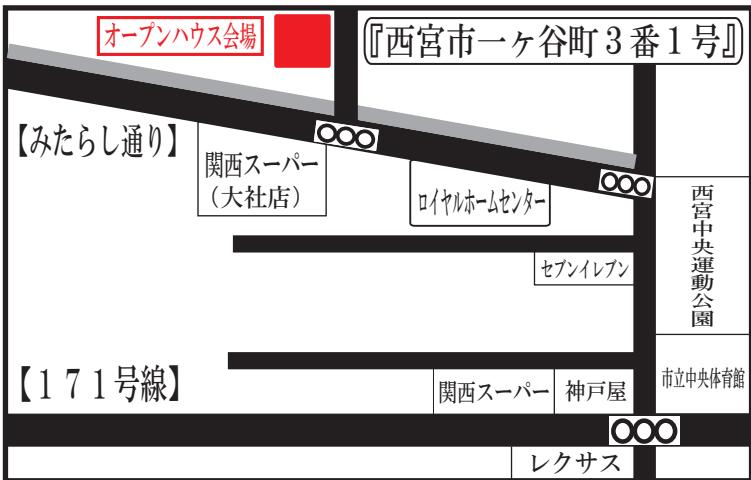 オープンハウス会場
『西宮市一ヶ谷町３番１号』
【みたらし通り】
関西スーパー
（大社店）
ロイヤルホームセンター
西宮中央運動公園
セブンイレブン
【１７１号線】
関西スーパー
神戸屋
市立中央体育館
レクサス